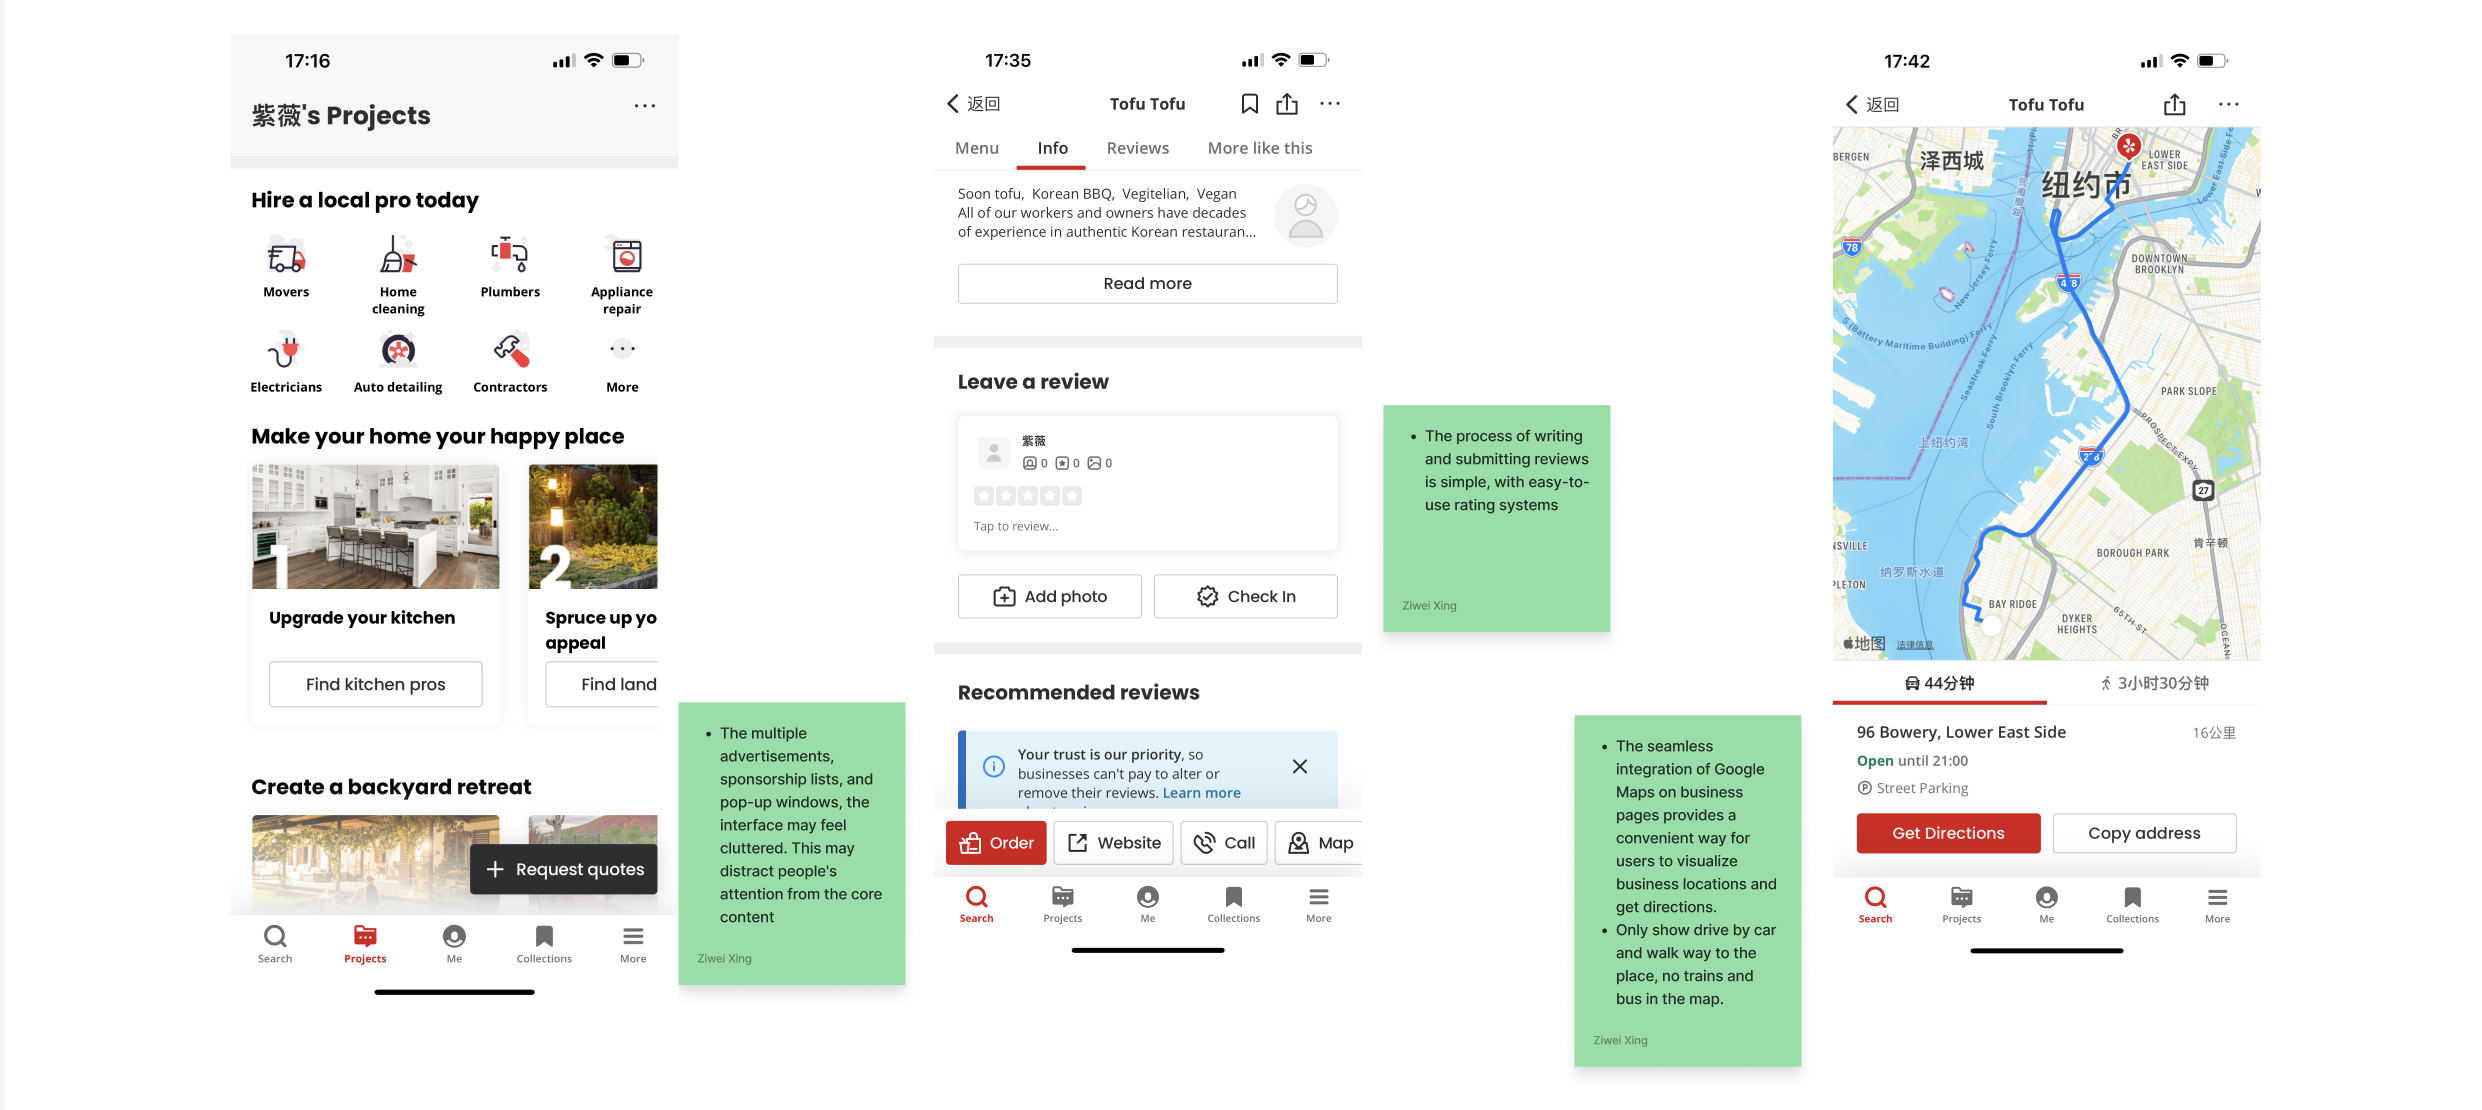 17:16
紫薇's Projects
Hire a local pro today
Movers
Home
cleaning
Plumbers
Appliance
repair
Electricians
Auto detailing
Contractors
More
Make your home your happy place
1
2
Upgrade your kitchen
Spruce up yo
appeal
Find kitchen pros
Find land
Create a backyard retreat
Request quotes
Search
Projects
Me
Collections
More
• The multiple
advertisements,
sponsorship lists, and
pop-up windows, the
interface may feel
cluttered. This may
distract people's
attention from the core
content
Ziwei Xing
17:35
返回
Tofu Tofu
Menu
Info
Reviews
More like this
Soon tofu, Korean BBQ, Vegitelian, Vegan
All of our workers and owners have decades
of experience in authentic Korean restauran...
Read more
Leave a review
紫薇
0 0 0
Tap to review...
Add photo
Check In
Recommended reviews
Your trust is our priority, so
businesses can't pay to alter or
remove their reviews. Learn more
Order
Website
Call
Map
Search
Projects
Me
Collections
More
• The process of writing
and submitting reviews
is simple, with easy-to-
use rating systems
Ziwei Xing
• The seamless
integration of Google
Maps on business
pages provides a
convenient way for
users to visualize
business locations and
get directions.
• Only show drive by car
and walk way to the
place, no trains and
bus in the map.
Ziwei Xing
17:42
返回
Tofu Tofu
BERGEN
泽西城
LOWER
EAST SIDE
纽约市
78
DOWNTOWN
BROOKLYN
New Jersey Ferry
S (Battery Maritime Building) Ferry
Seastreak Ferry
South-Brooklyn-Ferry
Lower East Side-Fe
PARK SLOPE
PROSPECT EXPY
上纽约湾
27
NSVILLE
BOROUGH PARK
肯辛顿
纳罗斯水道
PLETON
BAY RIDGE
DYKER
HEIGHTS
65TH-ST
OCEAN
地图
法律信息
44分钟
3小时30分钟
96 Bowery, Lower East Side
16公里
Open until 21:00
Street Parking
Get Directions
Copy address
Search
Projects
Me
Collections
More